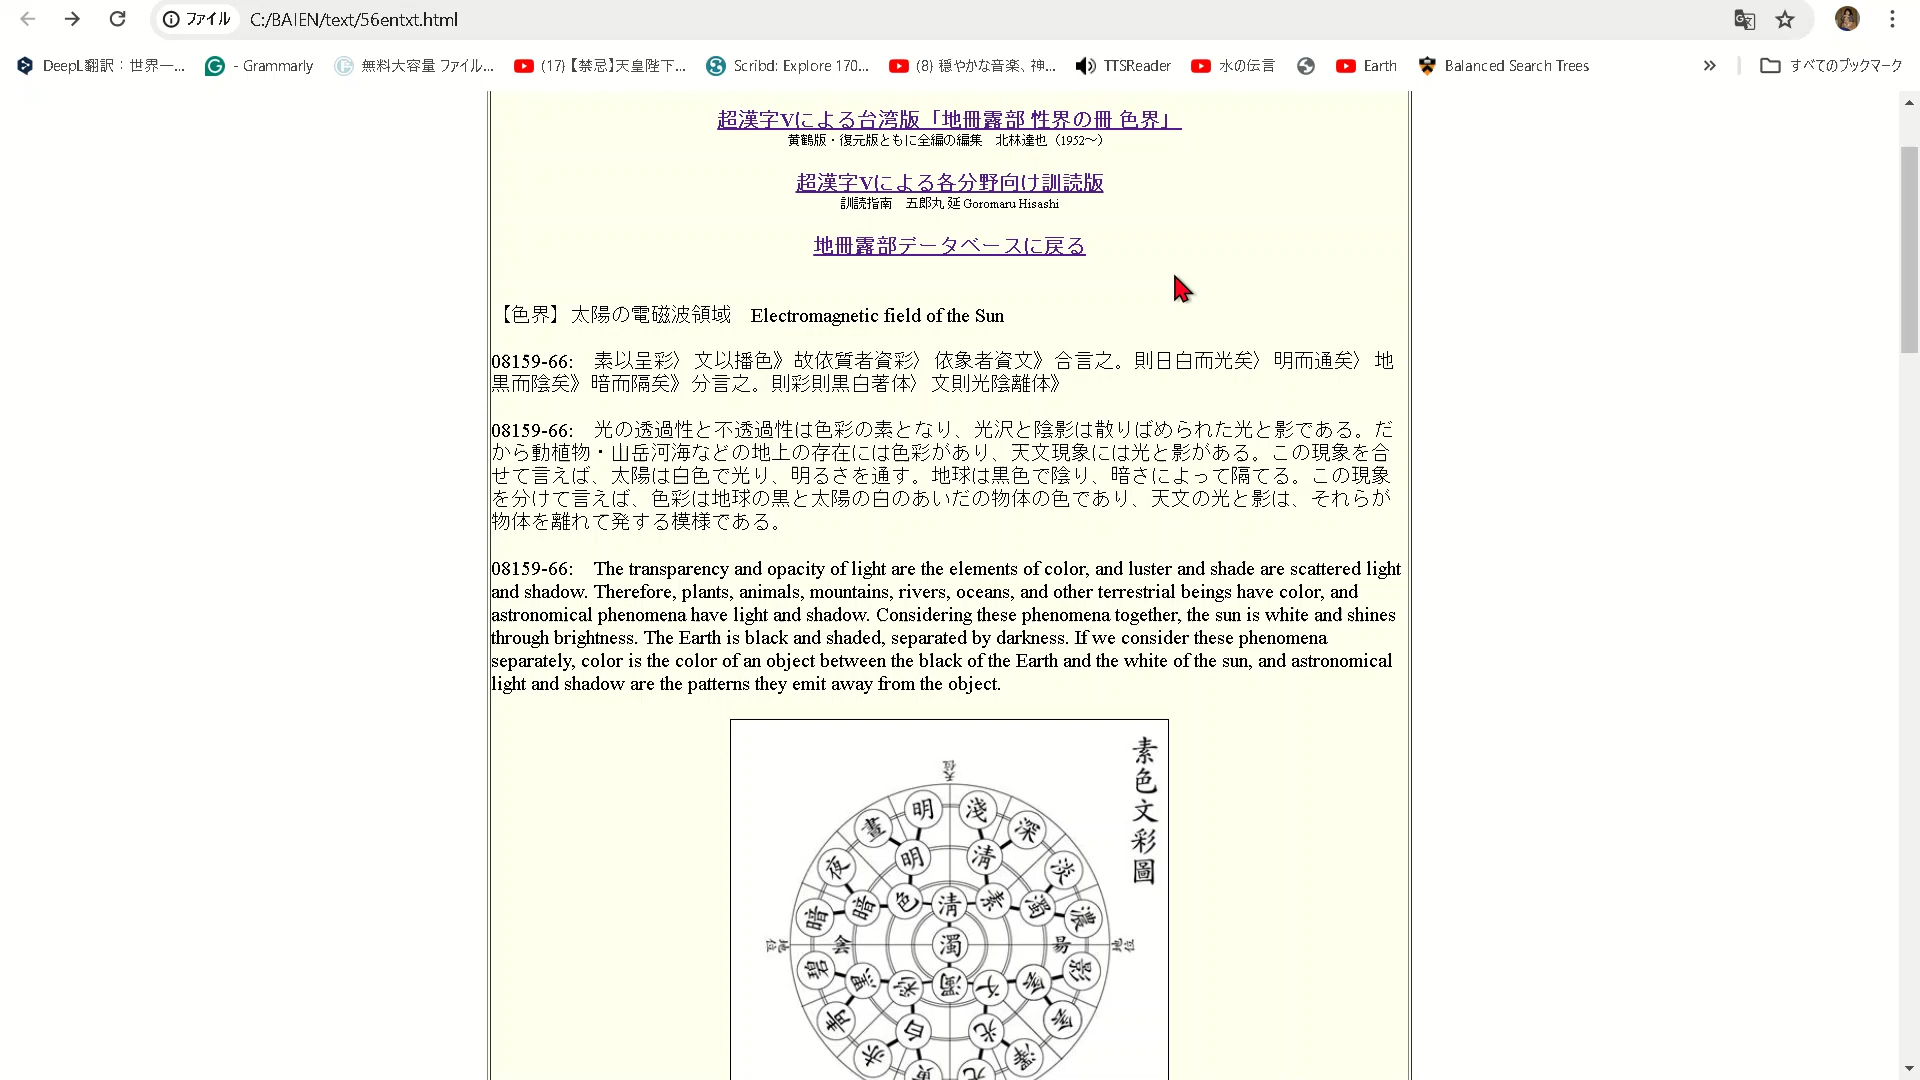 ファイル C:/BAIEN/text/56entxt.html
DeepL翻訳：世界一... - Grammarly 無料大容量 ファイル... (17)【禁忌】天皇陛下... Scribd: Explore 170... (8) 穏やかな音楽、神... TTSReader 水の伝言 Earth Balanced Search Trees » すべてのブックマーク
超漢字Vによる台湾版「地冊露部 性界の冊 色界」
黄鶴版・復元版ともに全編の編集　北林達也（1952～）
超漢字Vによる各分野向け訓読版
訓読指南　五郎丸 延 Goromaru Hisashi
地冊露部データベースに戻る
【色界】太陽の電磁波領域　Electromagnetic field of the Sun
08159-66:　素以呈彩〉文以播色》故依質者資彩〉依象者資文》合言之。則日白而光矣〉明而通矣〉地
黒而陰矣》暗而隔矣》分言之。則彩則黒白著体〉文則光陰離体》
08159-66:　光の透過性と不透過性は色彩の素となり、光沢と陰影は散りばめられた光と影である。だ
から動植物・山岳河海などの地上の存在には色彩があり、天文現象には光と影がある。この現象を合
せて言えば、太陽は白色で光り、明るさを通す。地球は黒色で陰り、暗さによって隔てる。この現象
を分けて言えば、色彩は地球の黒と太陽の白のあいだの物体の色であり、天文の光と影は、それらが
物体を離れて発する模様である。
08159-66:　The transparency and opacity of light are the elements of color, and luster and shade are scattered light
and shadow. Therefore, plants, animals, mountains, rivers, oceans, and other terrestrial beings have color, and
astronomical phenomena have light and shadow. Considering these phenomena together, the sun is white and shines
through brightness. The Earth is black and shaded, separated by darkness. If we consider these phenomena
separately, color is the color of an object between the black of the Earth and the white of the sun, and astronomical
light and shadow are the patterns they emit away from the object.
素色文彩圖
天位
明 淺
晝 深
明 清
夜 淡
色 清 素
暗 暗 濁 濃
地位 濁 地位
碧 影
彩 濁
青 白 光
赤 澤
黄